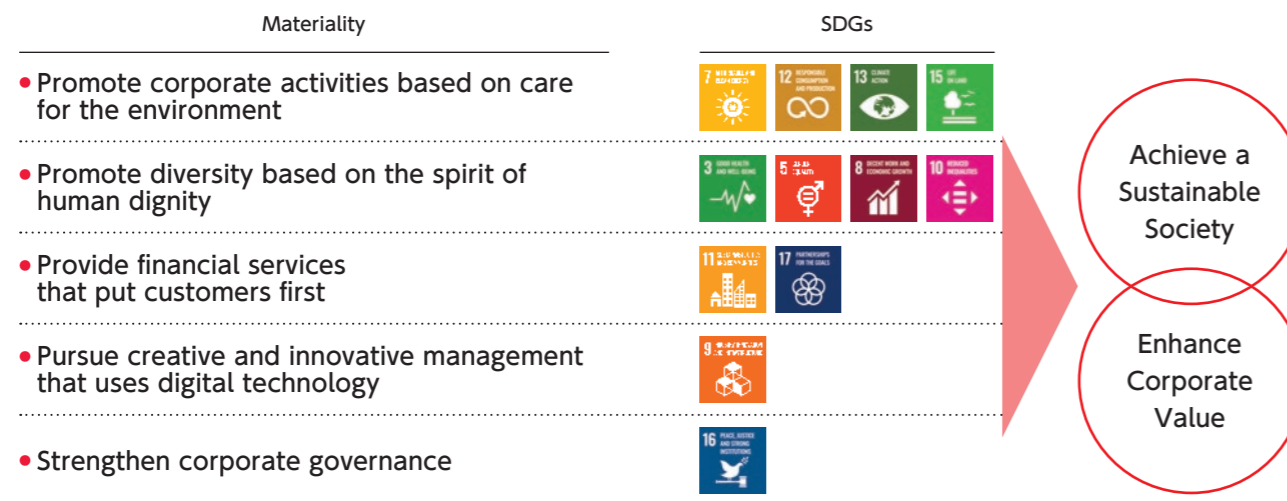 Materiality
SDGs
• Promote corporate activities based on care
for the environment
7
12 RESPONSIBLE
CONSUMPTION
AND PRODUCTION
13 CLIMATE
ACTION
15 LIFE
ON LAND
• Promote diversity based on the spirit of
human dignity
3 GOOD HEALTH
AND WELL-BEING
5
8 DECENT WORK AND
ECONOMIC GROWTH
10 REDUCED
INEQUALITIES
• Provide financial services
that put customers first
11
17 PARTNERSHIPS
FOR THE GOALS
• Pursue creative and innovative management
that uses digital technology
9
• Strengthen corporate governance
16 PEACE, JUSTICE
AND STRONG
INSTITUTIONS
Achieve a
Sustainable
Society
Enhance
Corporate
Value